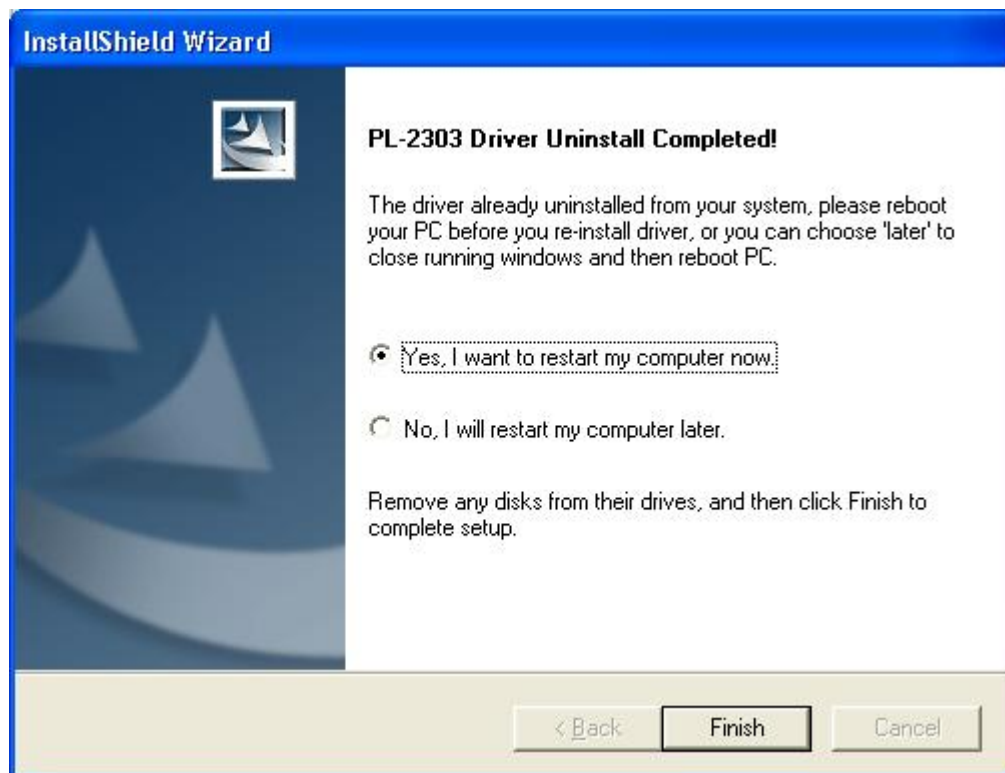 InstallShield Wizard
PL-2303 Driver Uninstall Completed!
The driver already uninstalled from your system, please reboot
your PC before you re-install driver, or you can choose 'later' to
close running windows and then reboot PC.
Yes, I want to restart my computer now.
No, I will restart my computer later.
Remove any disks from their drives, and then click Finish to
complete setup.
< Back Finish Cancel